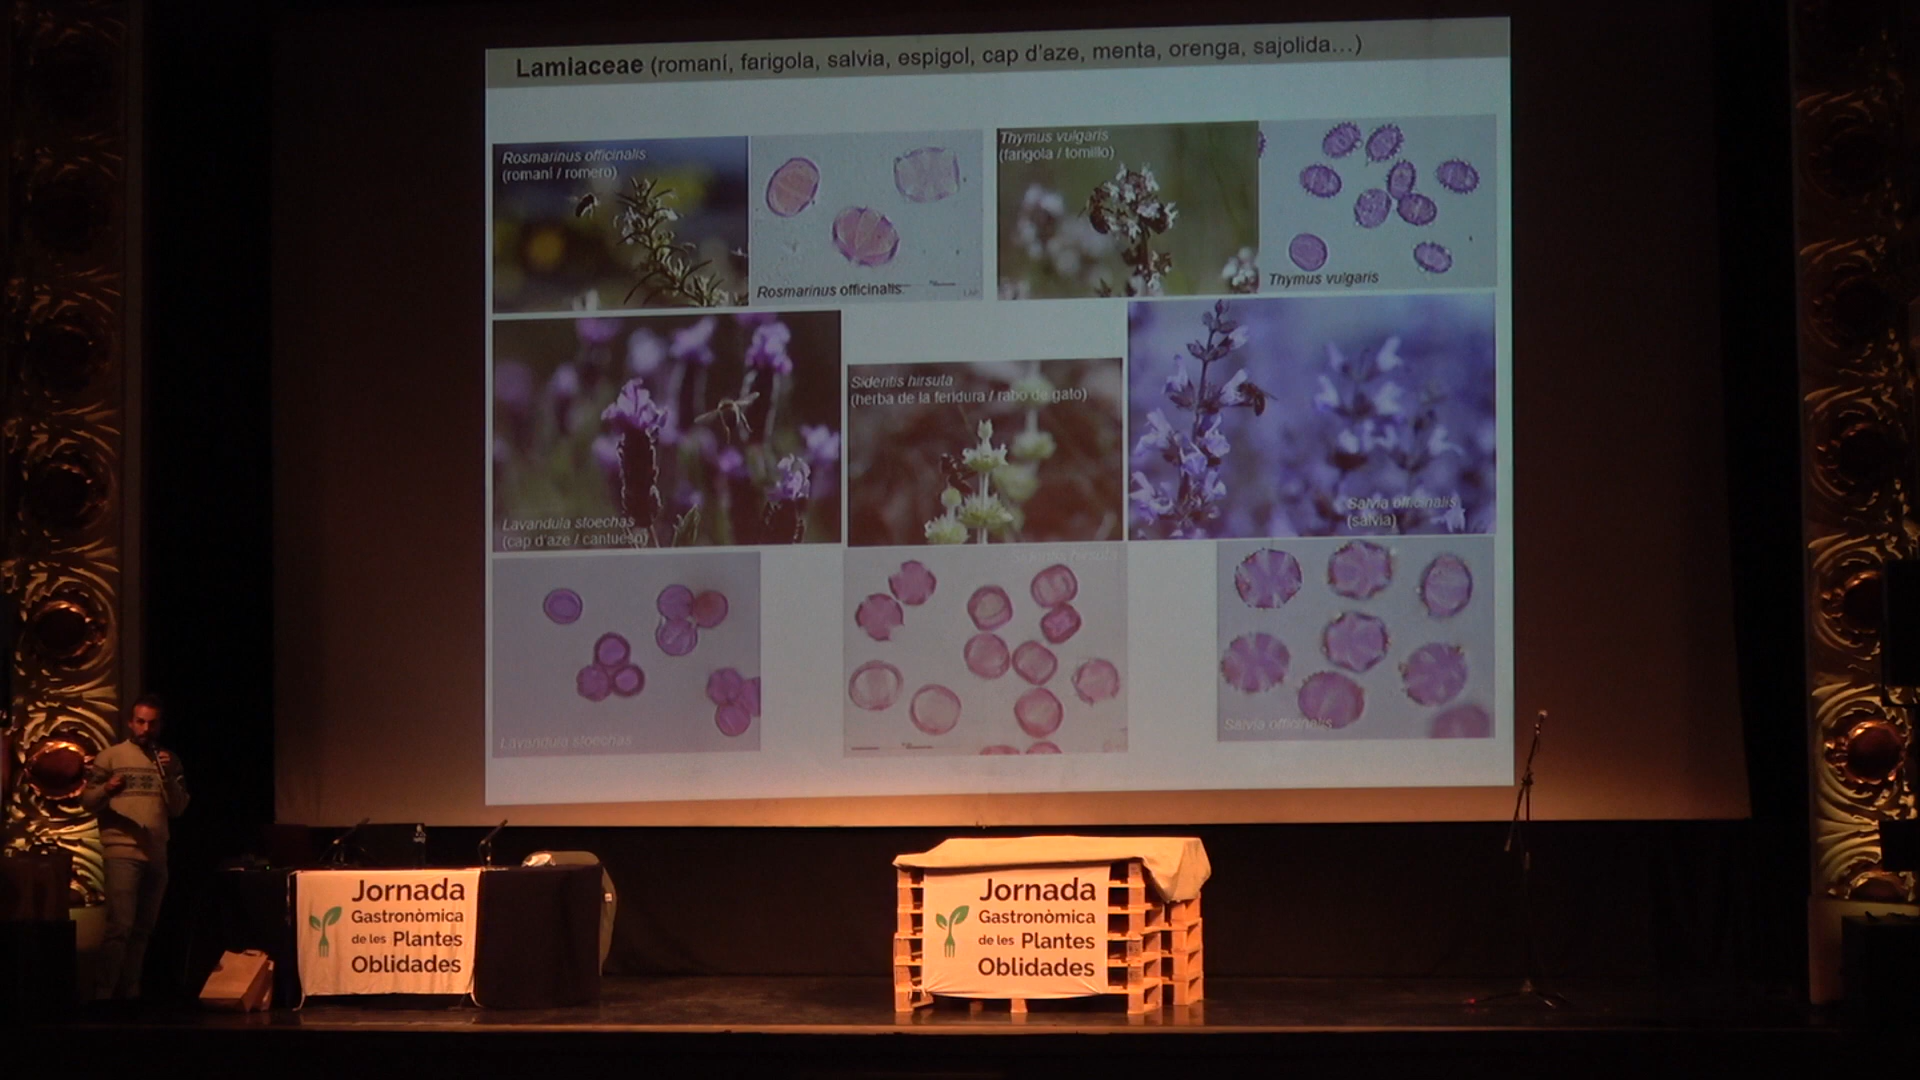 Lamiaceae (romaní, farigola, salvia, espigol, cap d'aze, menta, orenga, sajolida...)
Rosmarinus officinalis
(romaní / romero)
Rosmarinus officinalis
Thymus vulgaris
(farigola / tomillo)
Thymus vulgaris
Lavandula stoechas
(cap d'aze / cantueso)
Sideritis hirsuta
(herba de la feridura / rabo de gato)
Salvia officinalis
(salvia)
Lavandula stoechas
Sideritis hirsuta
Salvia officinalis
Jornada
Gastronòmica
de les Plantes
Oblidades
Jornada
Gastronòmica
de les Plantes
Oblidades